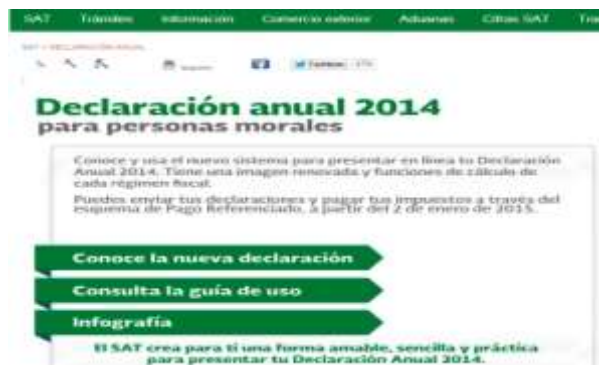 SAT Trámites Información Comercio exterior Aduanas Cifras SAT
Declaración anual 2014
para personas morales
Conoce y usa el nuevo sistema para presentar en línea tu Declaración
Anual 2014. Tiene una imagen renovada y funciones de cálculo de
cada régimen fiscal.
Puedes enviar tus declaraciones y pagar tus impuestos a través del
esquema de Pago Referenciado, a partir del 2 de enero de 2015.
Conoce la nueva declaración
Consulta la guía de uso
Infografía
El SAT crea para ti una forma amable, sencilla y práctica
para presentar tu Declaración Anual 2014.